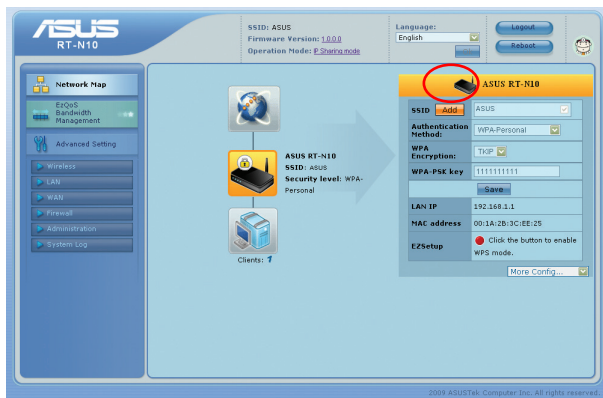 ASUS
RT-N10
SSID: ASUS
Firmware Version: 1.0.0.0
Operation Mode: IP Sharing mode
Language:
English
Logout
Reboot
Network Map
EzQoS
Bandwidth
Management
Advanced Setting
Wireless
LAN
WAN
Firewall
Administration
System Log
ASUS RT-N10
SSID: ASUS
Security level: WPA-
Personal
Clients: 1
ASUS RT-N10
SSID Add ASUS
Authentication
Method: WPA-Personal
WPA
Encryption: TKIP
WPA-PSK key 1111111111
Save
LAN IP 192.168.1.1
MAC address 00:1A:2B:3C:EE:25
EZSetup Click the button to enable
WPS mode.
More Config...
2009 ASUSTek Computer Inc. All rights reserved.